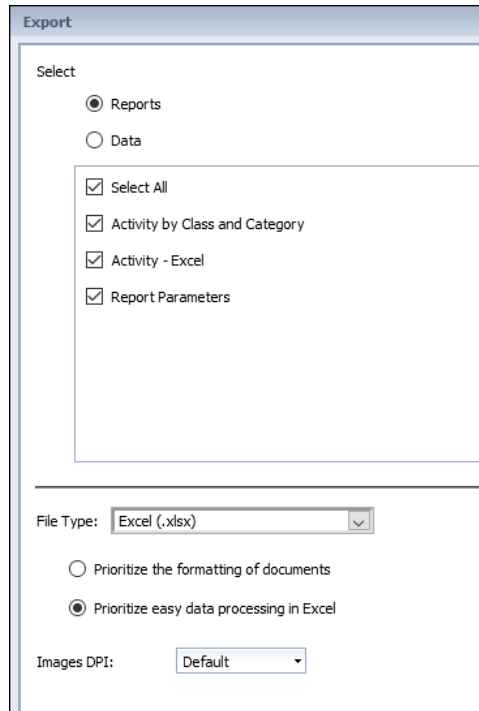 Export
Select
Reports
Data
Select All
Activity by Class and Category
Activity - Excel
Report Parameters
File Type: Excel (.xlsx)
Prioritize the formatting of documents
Prioritize easy data processing in Excel
Images DPI: Default